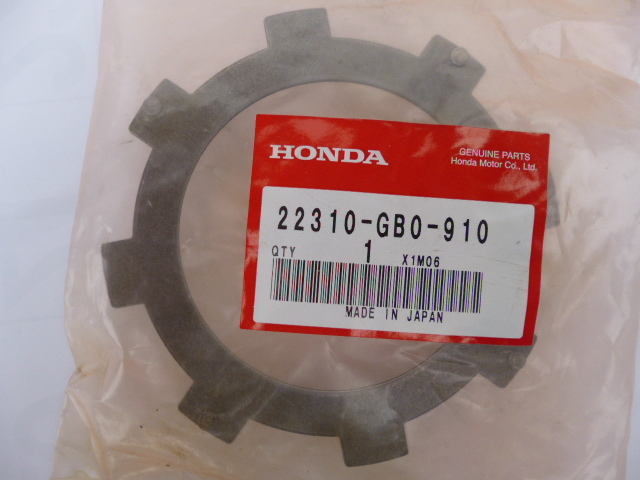 HONDA
GENUINE PARTS
Honda Motor Co., Ltd.
22310-GB0-910
QTY 1 X1M06
MADE IN JAPAN